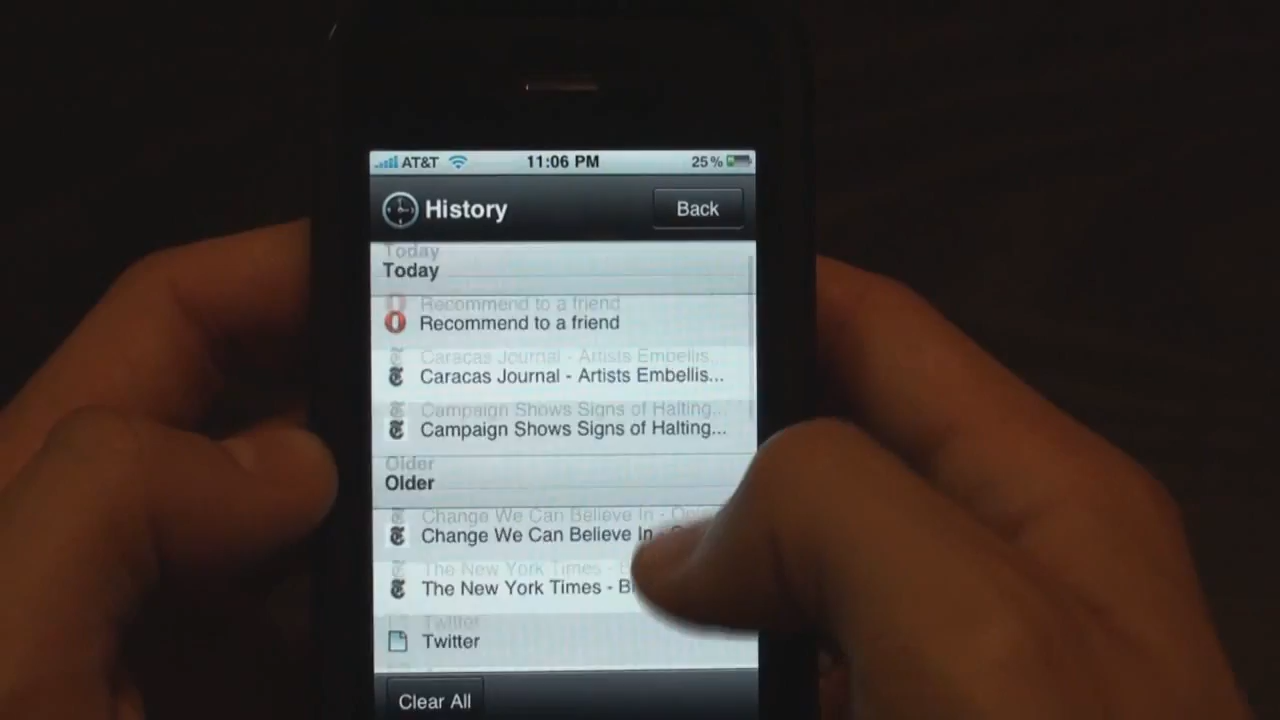 AT&T 11:06 PM 25%
History Back
Today
Recommend to a friend
Caracas Journal - Artists Embellis...
Campaign Shows Signs of Halting...
Older
Change We Can Believe In -
The New York Times -
Twitter
Clear All